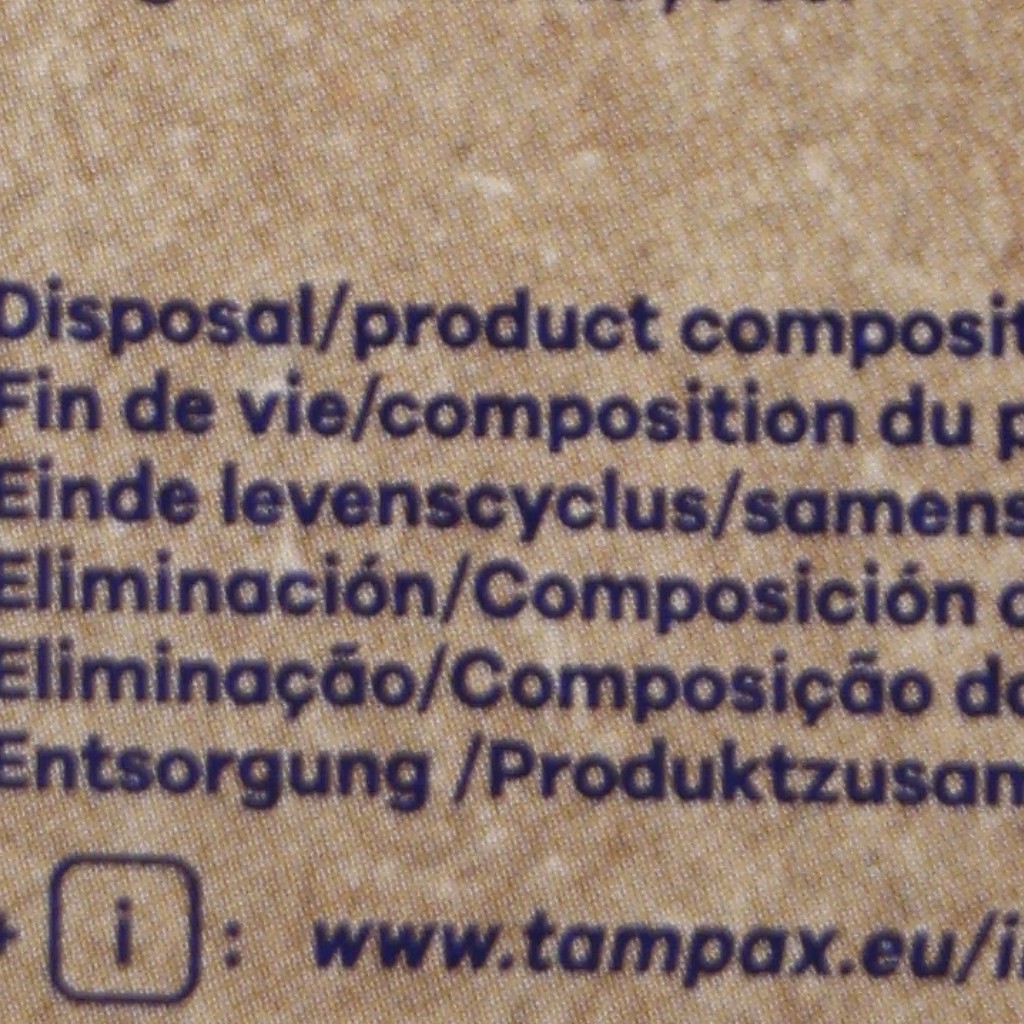 Disposal/product composit
Fin de vie/composition du p
Einde levenscyclus/samens
Eliminación/Composición
Eliminação/Composição do
Entsorgung /Produktzusam
+ i : www.tampax.eu/i